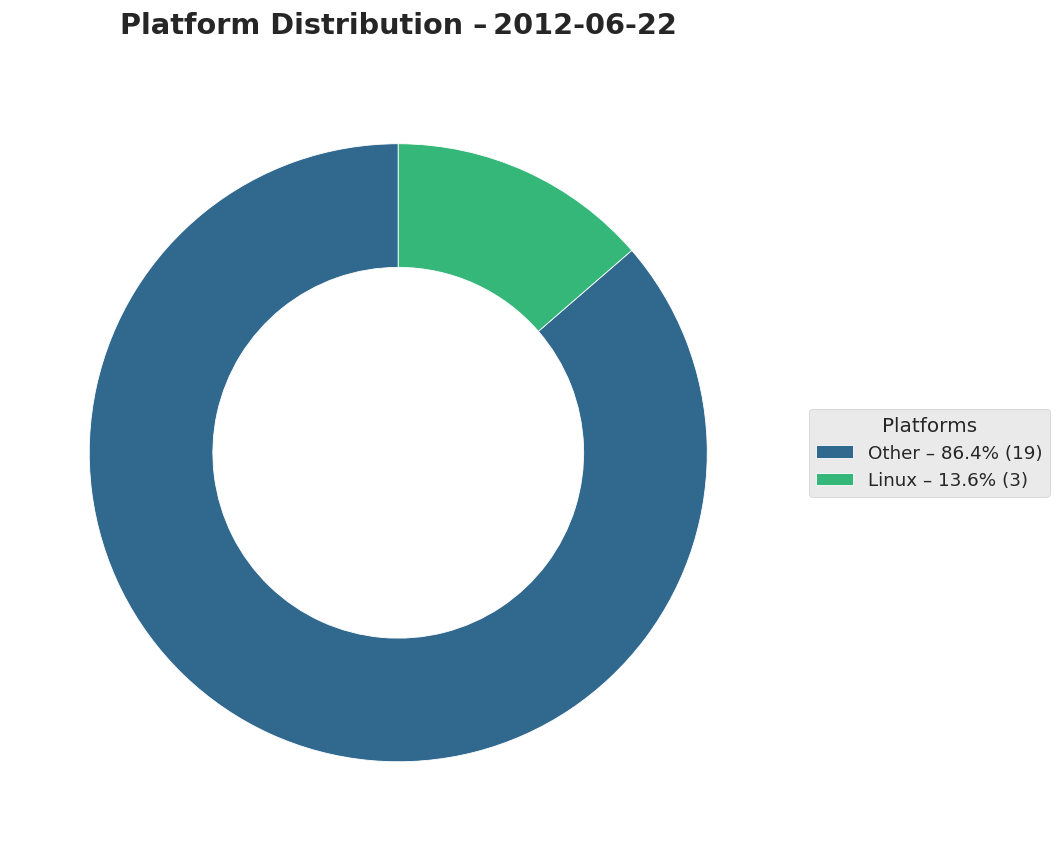 Platform Distribution – 2012-06-22
Platforms
Other – 86.4% (19)
Linux – 13.6% (3)